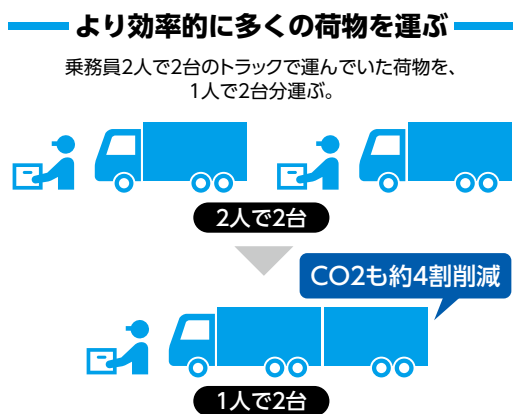 より効率的に多くの荷物を運ぶ
乗務員2人で2台のトラックで運んでいた荷物を、
1人で2台分運ぶ。
2人で2台
CO2も約4割削減
1人で2台